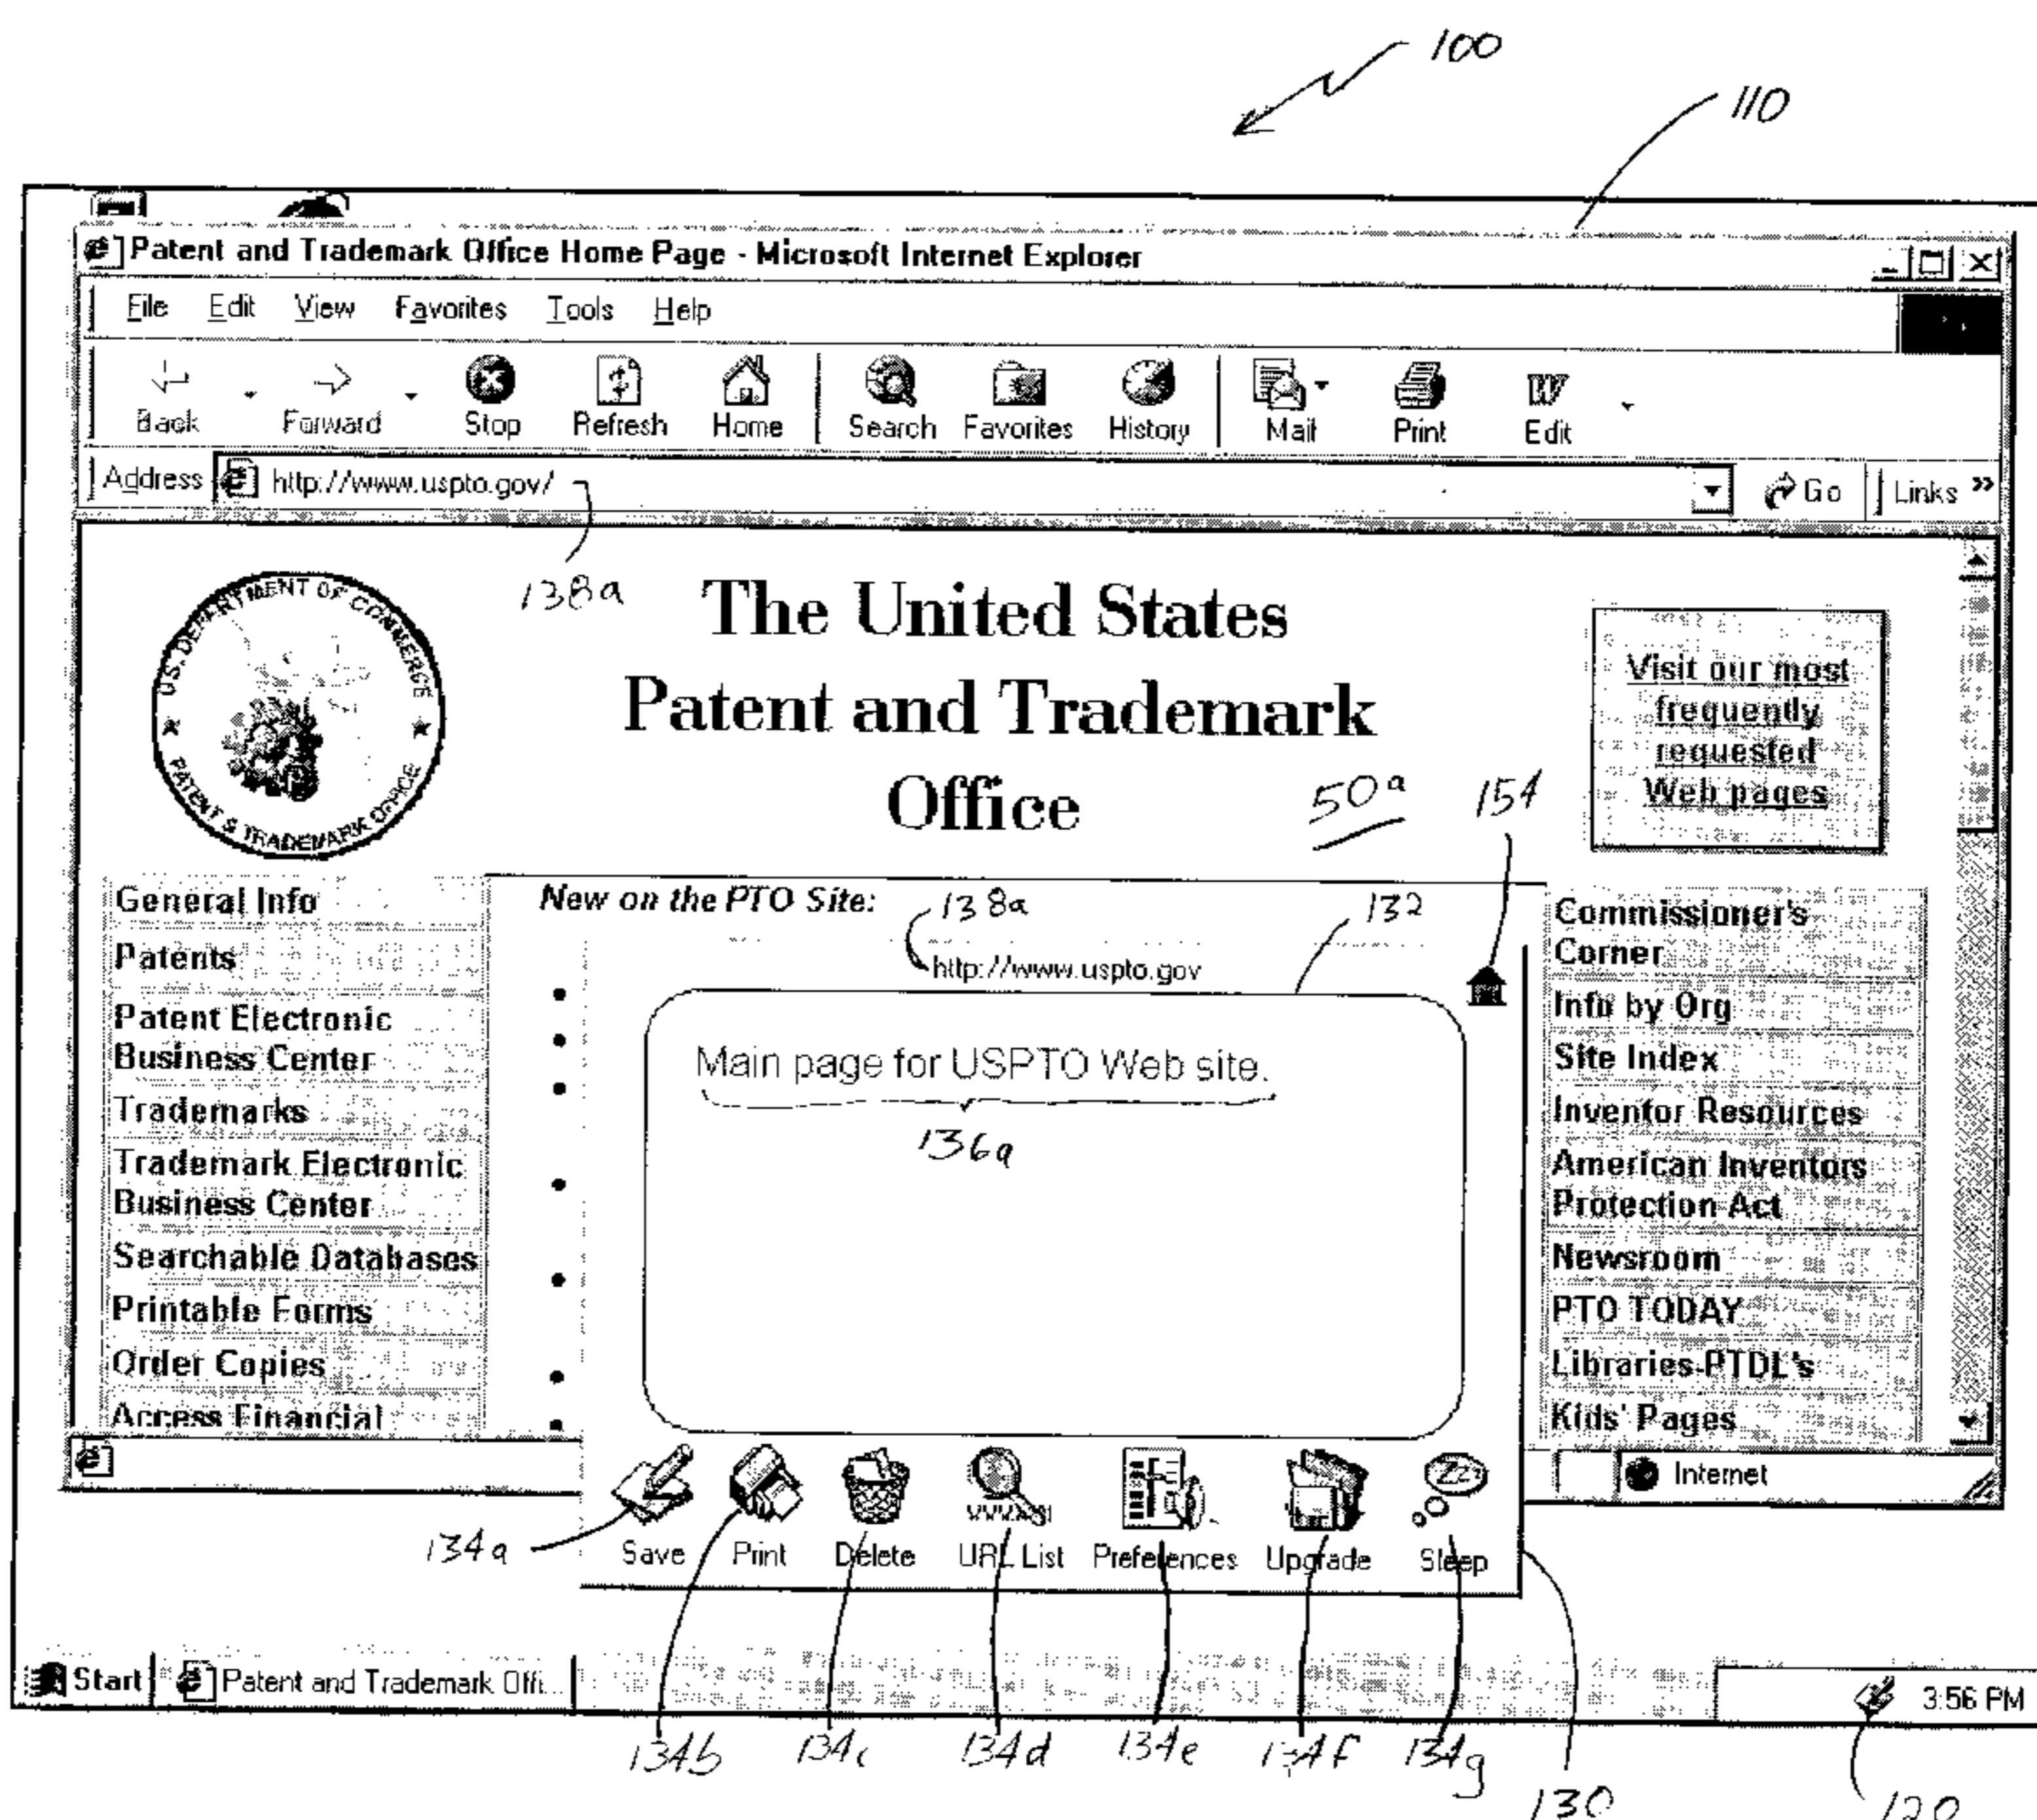 100
110
Patent and Trademark Office Home Page - Microsoft Internet Explorer
File Edit View Favorites Tools Help
Back Forward Stop Refresh Home Search Favorites History Mail Print Edit
Address http://www.uspto.gov/ Go Links »
138a
U.S. DEPARTMENT OF COMMERCE
PATENT & TRADEMARK OFFICE
The United States
Patent and Trademark
Office
Visit our most
frequently
requested
Web pages
50a
154
General Info
Patents
Patent Electronic
Business Center
Trademarks
Trademark Electronic
Business Center
Searchable Databases
Printable Forms
Order Copies
Access Financial
New on the PTO Site:
138a
132
http://www.uspto.gov
Main page for USPTO Web site.
136a
Commissioner's
Corner
Info by Org
Site Index
Inventor Resources
American Inventors
Protection Act
Newsroom
PTO TODAY
Libraries-PTDL's
Kids' Pages
Internet
134a
Save Print Delete URL List Preferences Upgrade Sleep
Start Patent and Trademark Offi... 3:56 PM
134b 134c 134d 134e 134f 134g
130
120